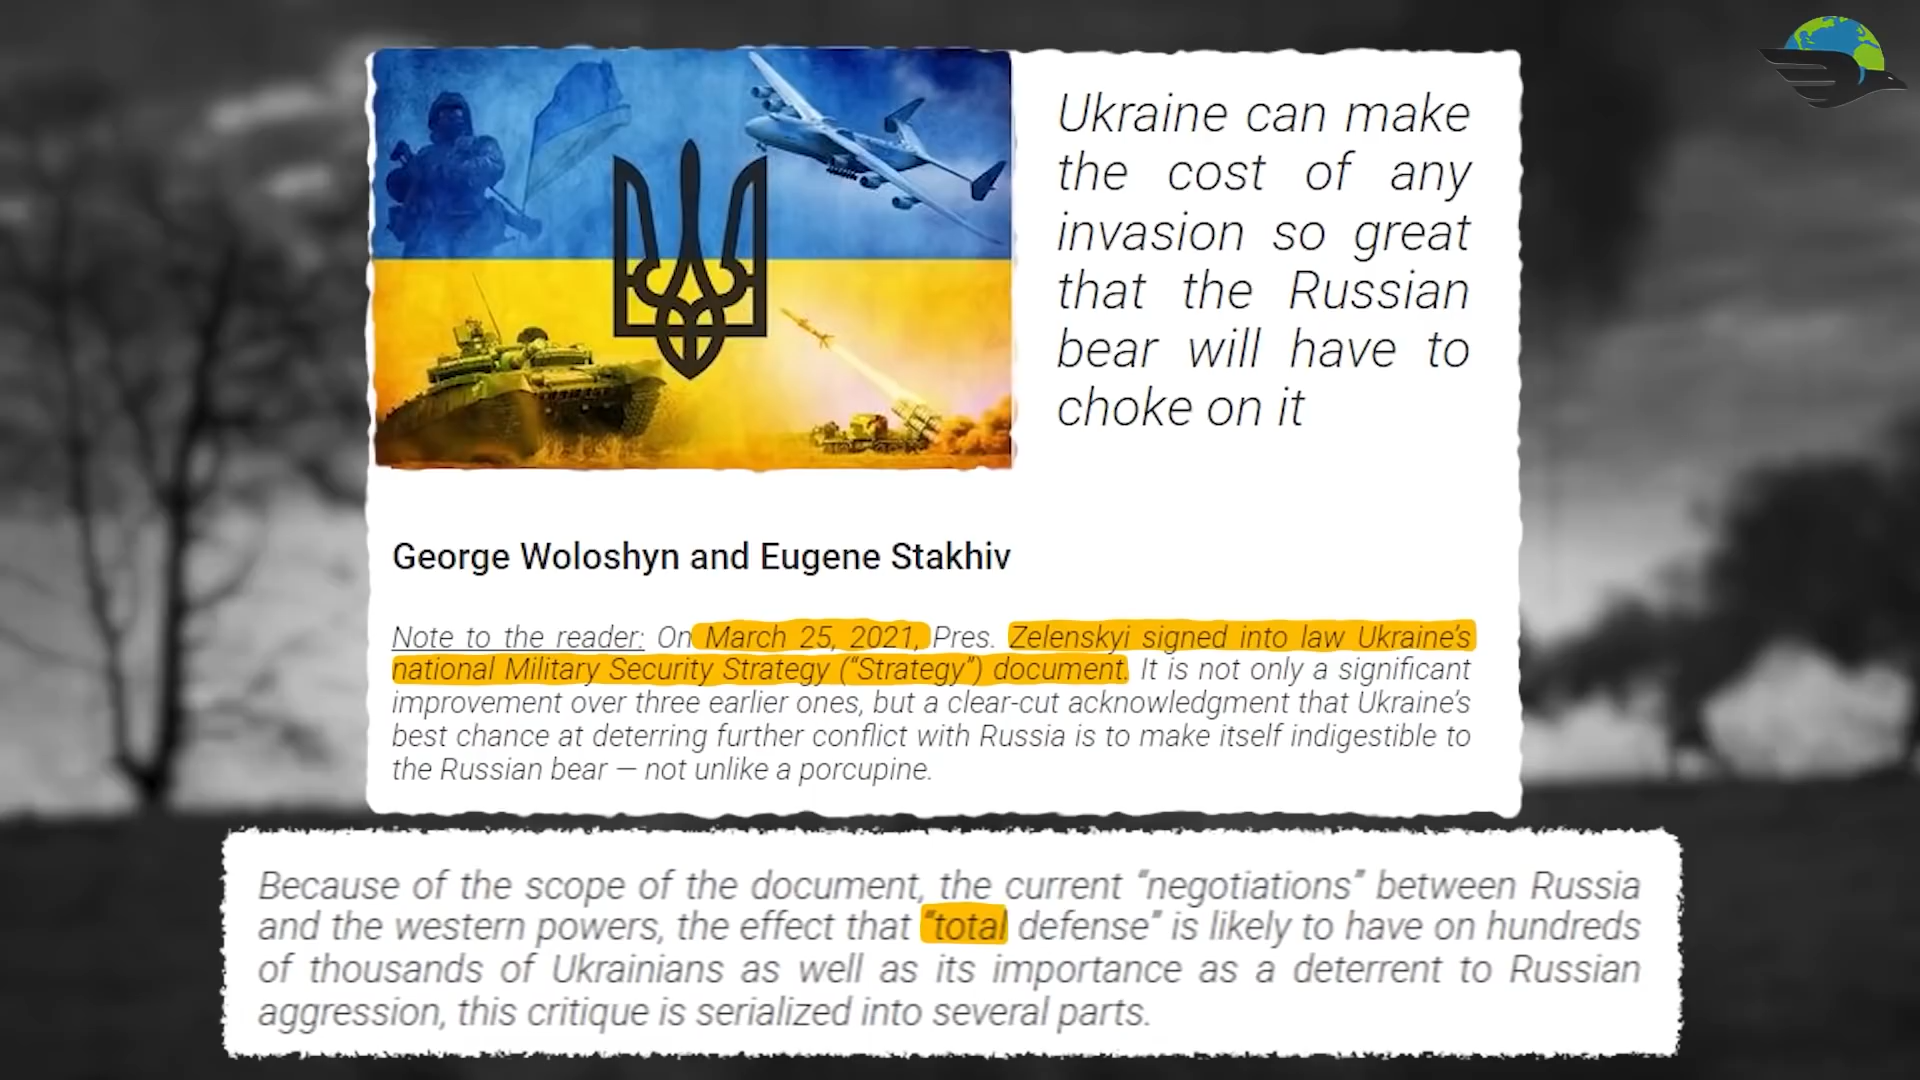 Ukraine can make
the cost of any
invasion so great
that the Russian
bear will have to
choke on it
George Woloshyn and Eugene Stakhiv
Note to the reader: On March 25, 2021, Pres. Zelenskyi signed into law Ukraine’s
national Military Security Strategy (“Strategy”) document. It is not only a significant
improvement over three earlier ones, but a clear-cut acknowledgment that Ukraine’s
best chance at deterring further conflict with Russia is to make itself indigestible to
the Russian bear — not unlike a porcupine.
Because of the scope of the document, the current “negotiations” between Russia
and the western powers, the effect that “total defense” is likely to have on hundreds
of thousands of Ukrainians as well as its importance as a deterrent to Russian
aggression, this critique is serialized into several parts.